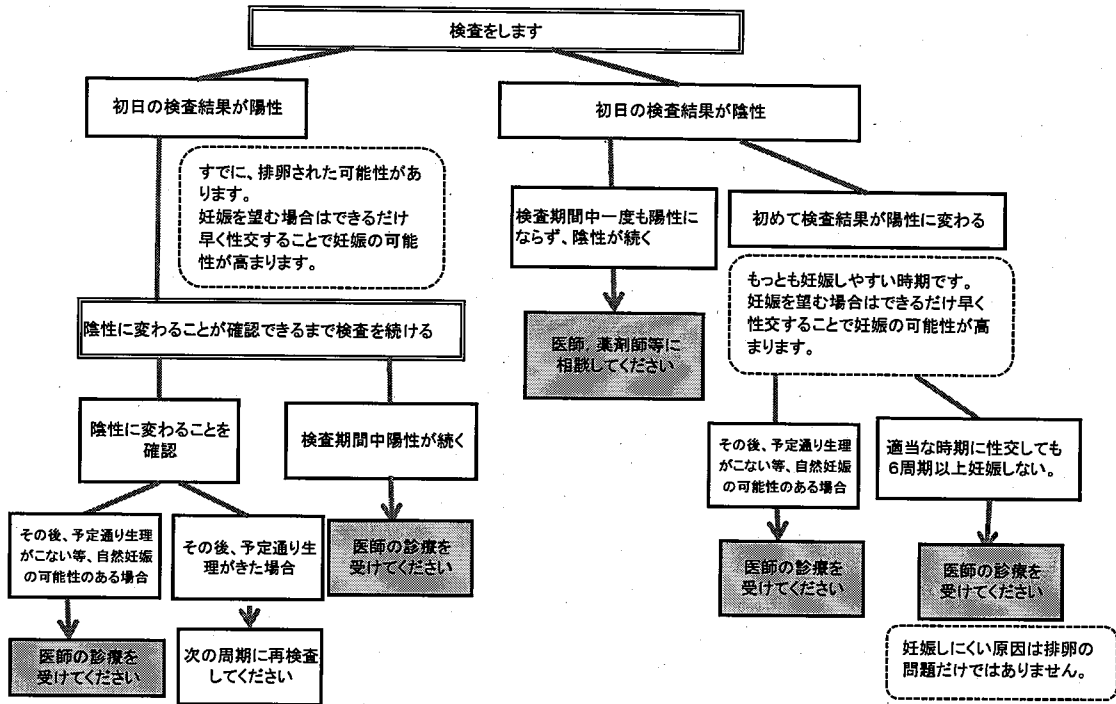 検査をします
初日の検査結果が陽性
初日の検査結果が陰性
すでに、排卵された可能性があ
ります。
妊娠を望む場合はできるだけ
早く性交することで妊娠の可能
性が高まります。
検査期間中一度も陽性に
ならず、陰性が続く
初めて検査結果が陽性に変わる
もっとも妊娠しやすい時期です。
妊娠を望む場合はできるだけ早く
性交することで妊娠の可能性が高
まります。
陰性に変わることが確認できるまで検査を続ける
医師、薬剤師等に
相談してください
陰性に変わることを
確認
検査期間中陽性が続く
その後、予定通り生理
がこない等、自然妊娠
の可能性のある場合
適当な時期に性交しても
6周期以上妊娠しない。
その後、予定通り生理
がこない等、自然妊娠
の可能性のある場合
その後、予定通り生
理がきた場合
医師の診療を
受けてください
医師の診療を
受けてください
医師の診療を
受けてください
医師の診療を
受けてください
次の周期に再検査
してください
妊娠しにくい原因は排卵の
問題だけではありません。